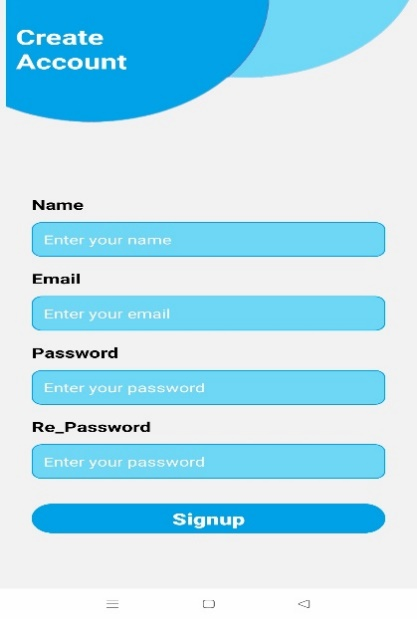 Create
Account
Name
Enter your name
Email
Enter your email
Password
Enter your password
Re_Password
Enter your password
Signup